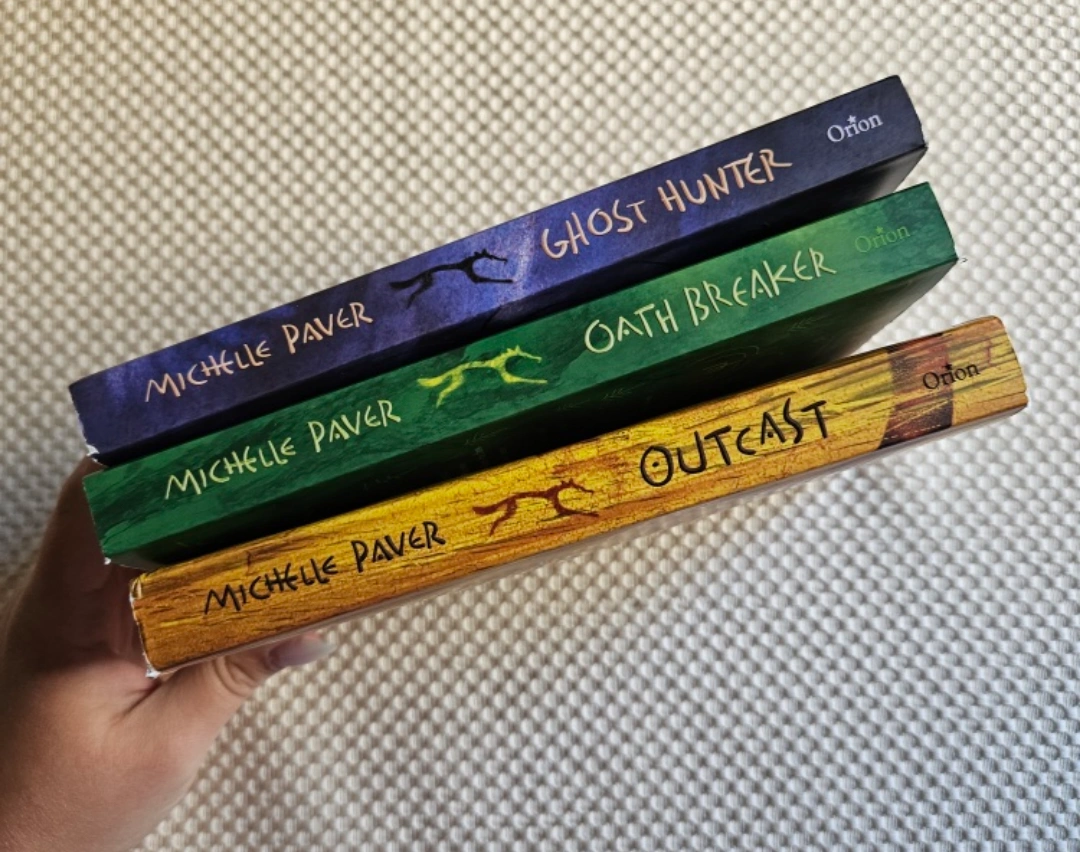 MICHELLE PAVER GHOST HUNTER Orion
MICHELLE PAVER OATH BREAKER Orion
MICHELLE PAVER OUTCAST Orion